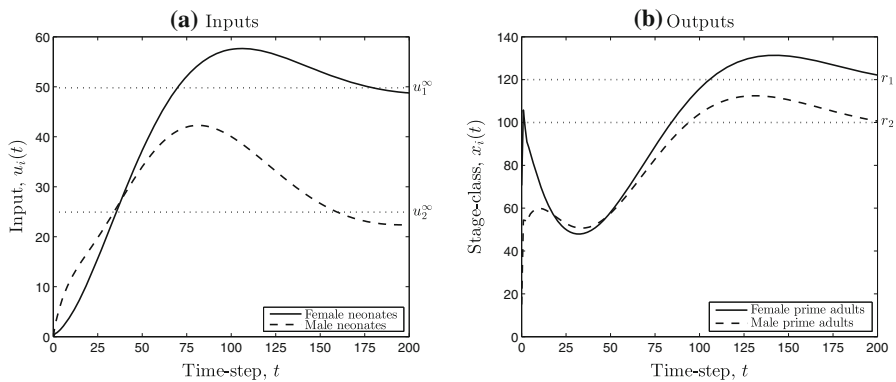 (a) Inputs
60
50
40
30
20
10
0
Input, u_i(t)
u_1^∞
u_2^∞
Female neonates
Male neonates
0 25 50 75 100 125 150 175 200
Time-step, t
(b) Outputs
140
120
100
80
60
40
20
0
Stage-class, x_i(t)
r_1
r_2
Female prime adults
Male prime adults
0 25 50 75 100 125 150 175 200
Time-step, t